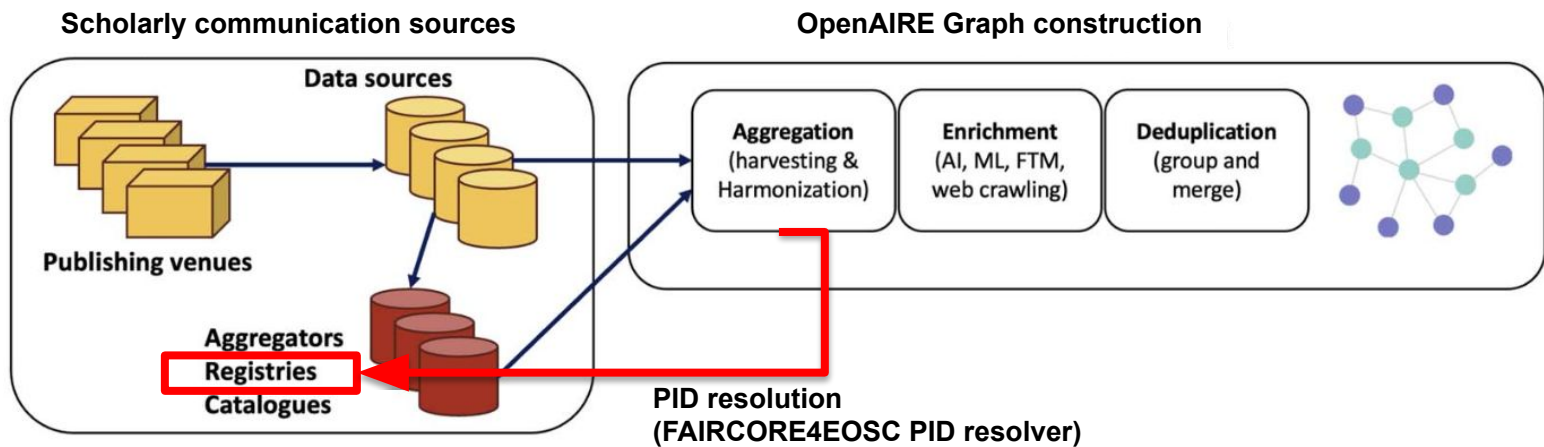 Scholarly communication sources
OpenAIRE Graph construction
Data sources
Publishing venues
Aggregators
Registries
Catalogues
Aggregation
(harvesting &
Harmonization)
Enrichment
(AI, ML, FTM,
web crawling)
Deduplication
(group and
merge)
PID resolution
(FAIRCORE4EOSC PID resolver)